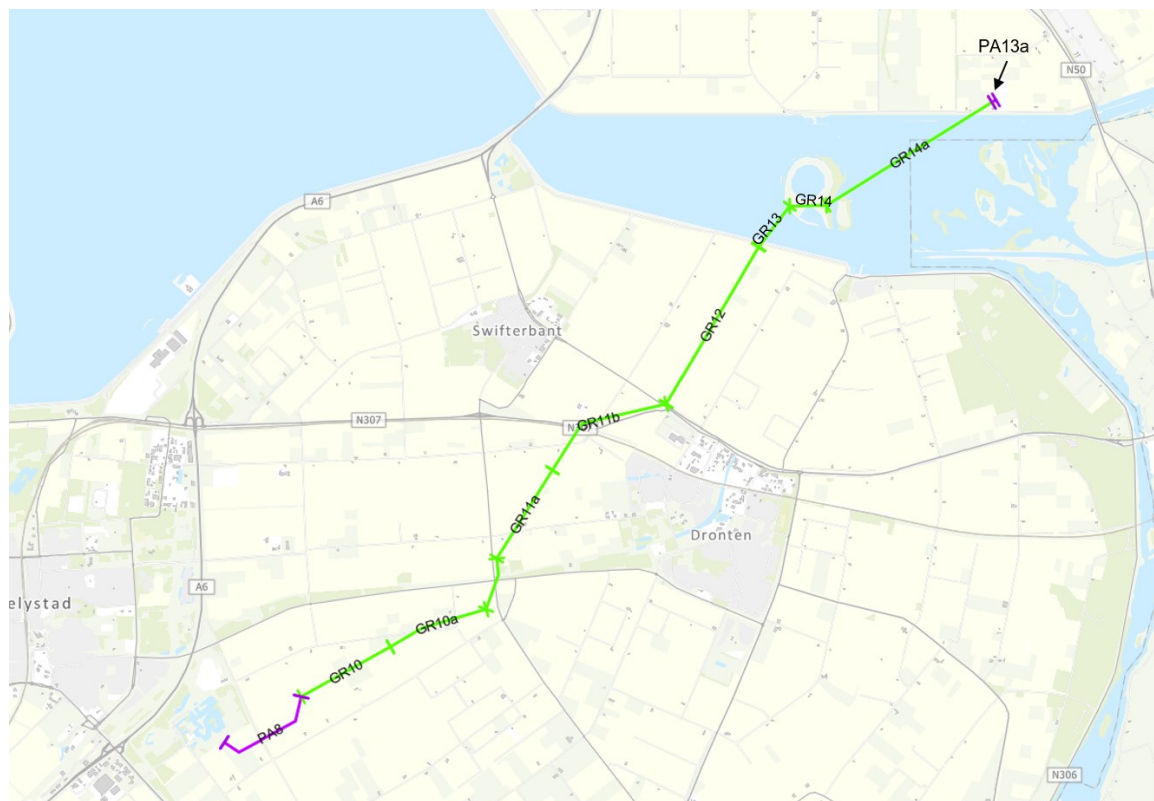 PA13a
N50
GR14a
A6
GR14
GR13
Swifterbant
GR12
N307
GR11b
GR11a
Dronten
A6
elystad
GR10a
GR10
PA8
N306